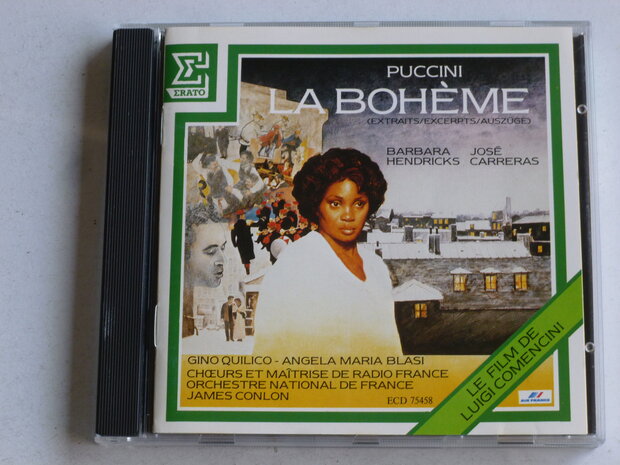 ERATO
PUCCINI
LA BOHÈME
(EXTRAITS/EXCERPTS/AUSZÜGE)
BARBARA HENDRICKS
JOSÉ CARRERAS
GINO QUILICO - ANGELA MARIA BLASI
CHŒURS ET MAÎTRISE DE RADIO FRANCE
ORCHESTRE NATIONAL DE FRANCE
JAMES CONLON
ECD 75458
LE FILM DE
LUIGI COMENCINI
AIR FRANCE